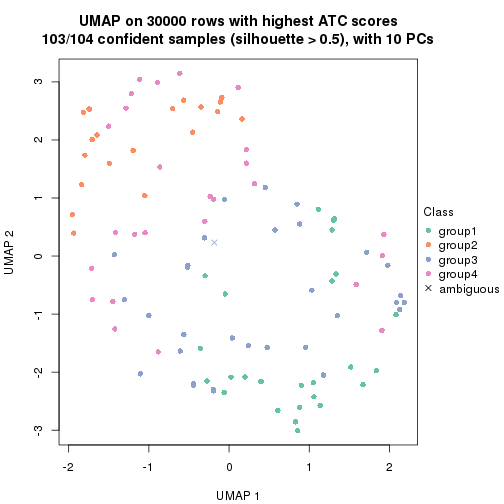 UMAP on 30000 rows with highest ATC scores
103/104 confident samples (silhouette > 0.5), with 10 PCs
3
2
1
0
-1
-2
-3
UMAP 2
-2 -1 0 1 2
UMAP 1
Class
group1
group2
group3
group4
ambiguous